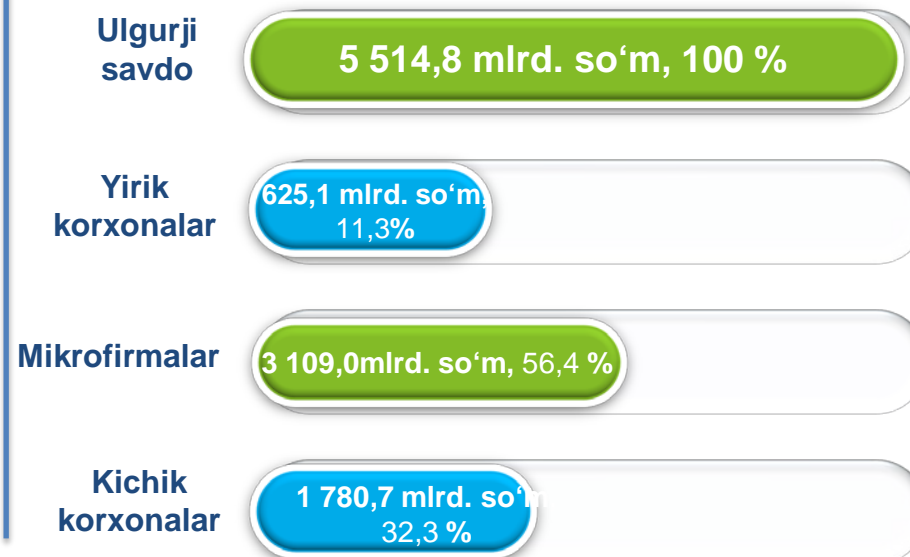 Ulgurji
savdo
5 514,8 mlrd. so‘m, 100 %
Yirik
korxonalar
625,1 mlrd. so‘m,
11,3%
Mikrofirmalar
3 109,0mlrd. so‘m, 56,4 %
Kichik
korxonalar
1 780,7 mlrd. so‘m
32,3 %